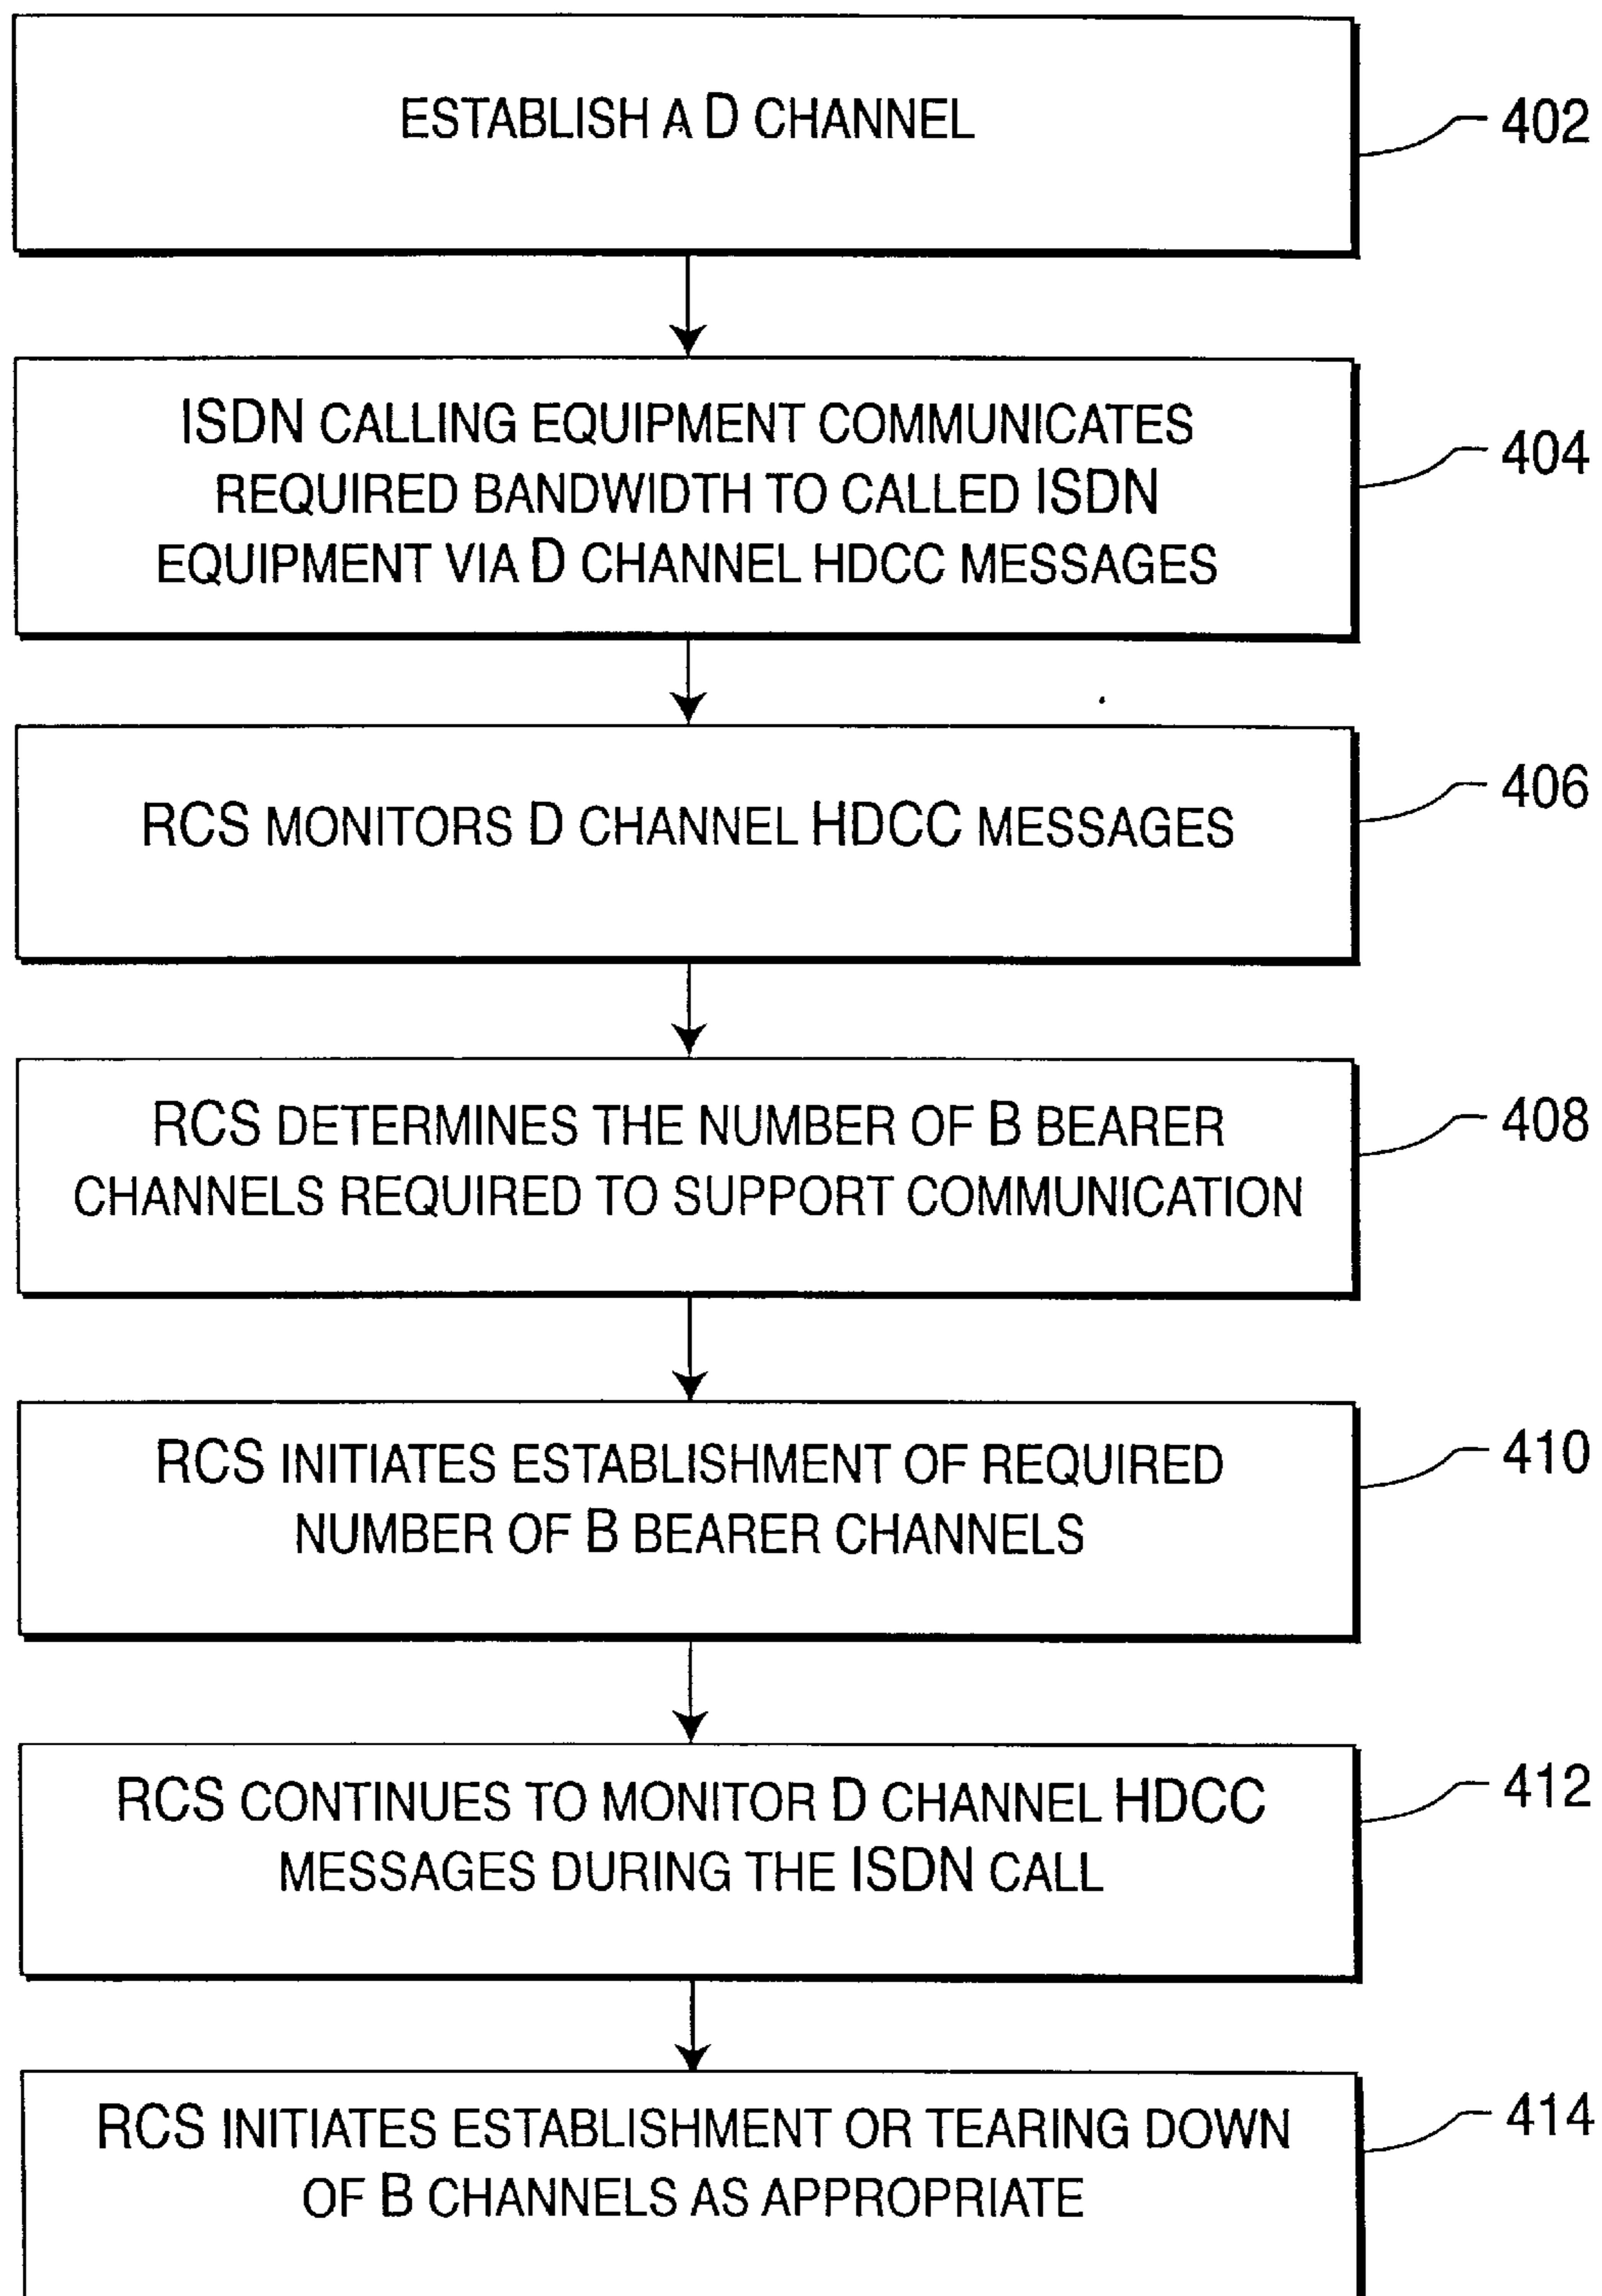 ESTABLISH A D CHANNEL
402
ISDN CALLING EQUIPMENT COMMUNICATES
REQUIRED BANDWIDTH TO CALLED ISDN
EQUIPMENT VIA D CHANNEL HDCC MESSAGES
404
RCS MONITORS D CHANNEL HDCC MESSAGES
406
RCS DETERMINES THE NUMBER OF B BEARER
CHANNELS REQUIRED TO SUPPORT COMMUNICATION
408
RCS INITIATES ESTABLISHMENT OF REQUIRED
NUMBER OF B BEARER CHANNELS
410
RCS CONTINUES TO MONITOR D CHANNEL HDCC
MESSAGES DURING THE ISDN CALL
412
RCS INITIATES ESTABLISHMENT OR TEARING DOWN
OF B CHANNELS AS APPROPRIATE
414